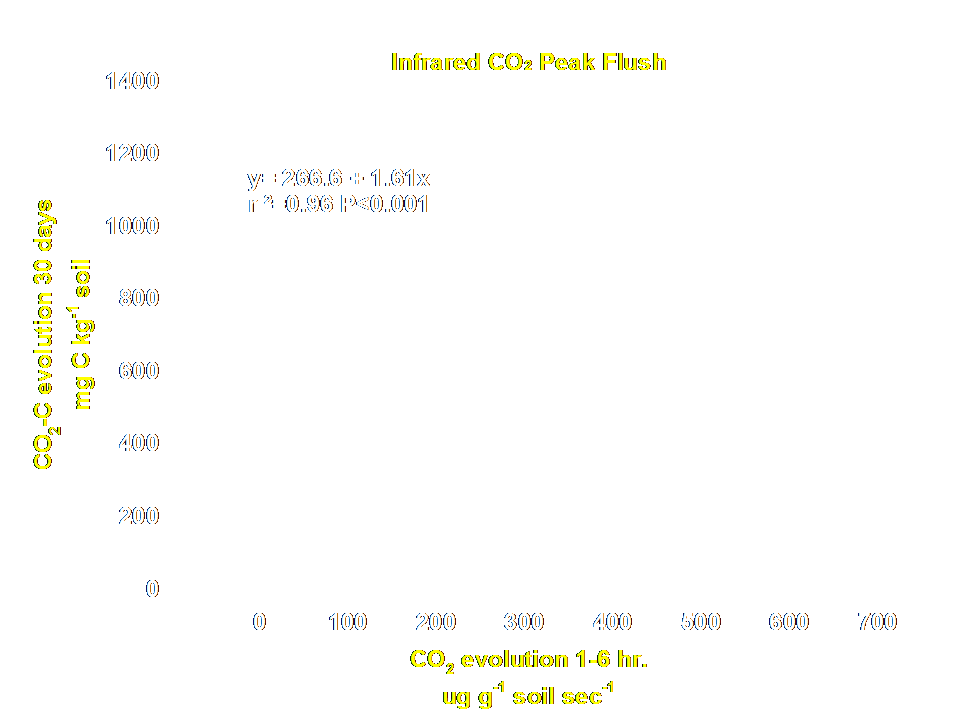 Infrared CO₂ Peak Flush
1400
1200
y= 266.6 + 1.61x
r ²= 0.96 P<0.001
1000
800
600
400
200
0
CO₂-C evolution 30 days
mg C kg⁻¹ soil
0 100 200 300 400 500 600 700
CO₂ evolution 1-6 hr.
ug g⁻¹ soil sec⁻¹